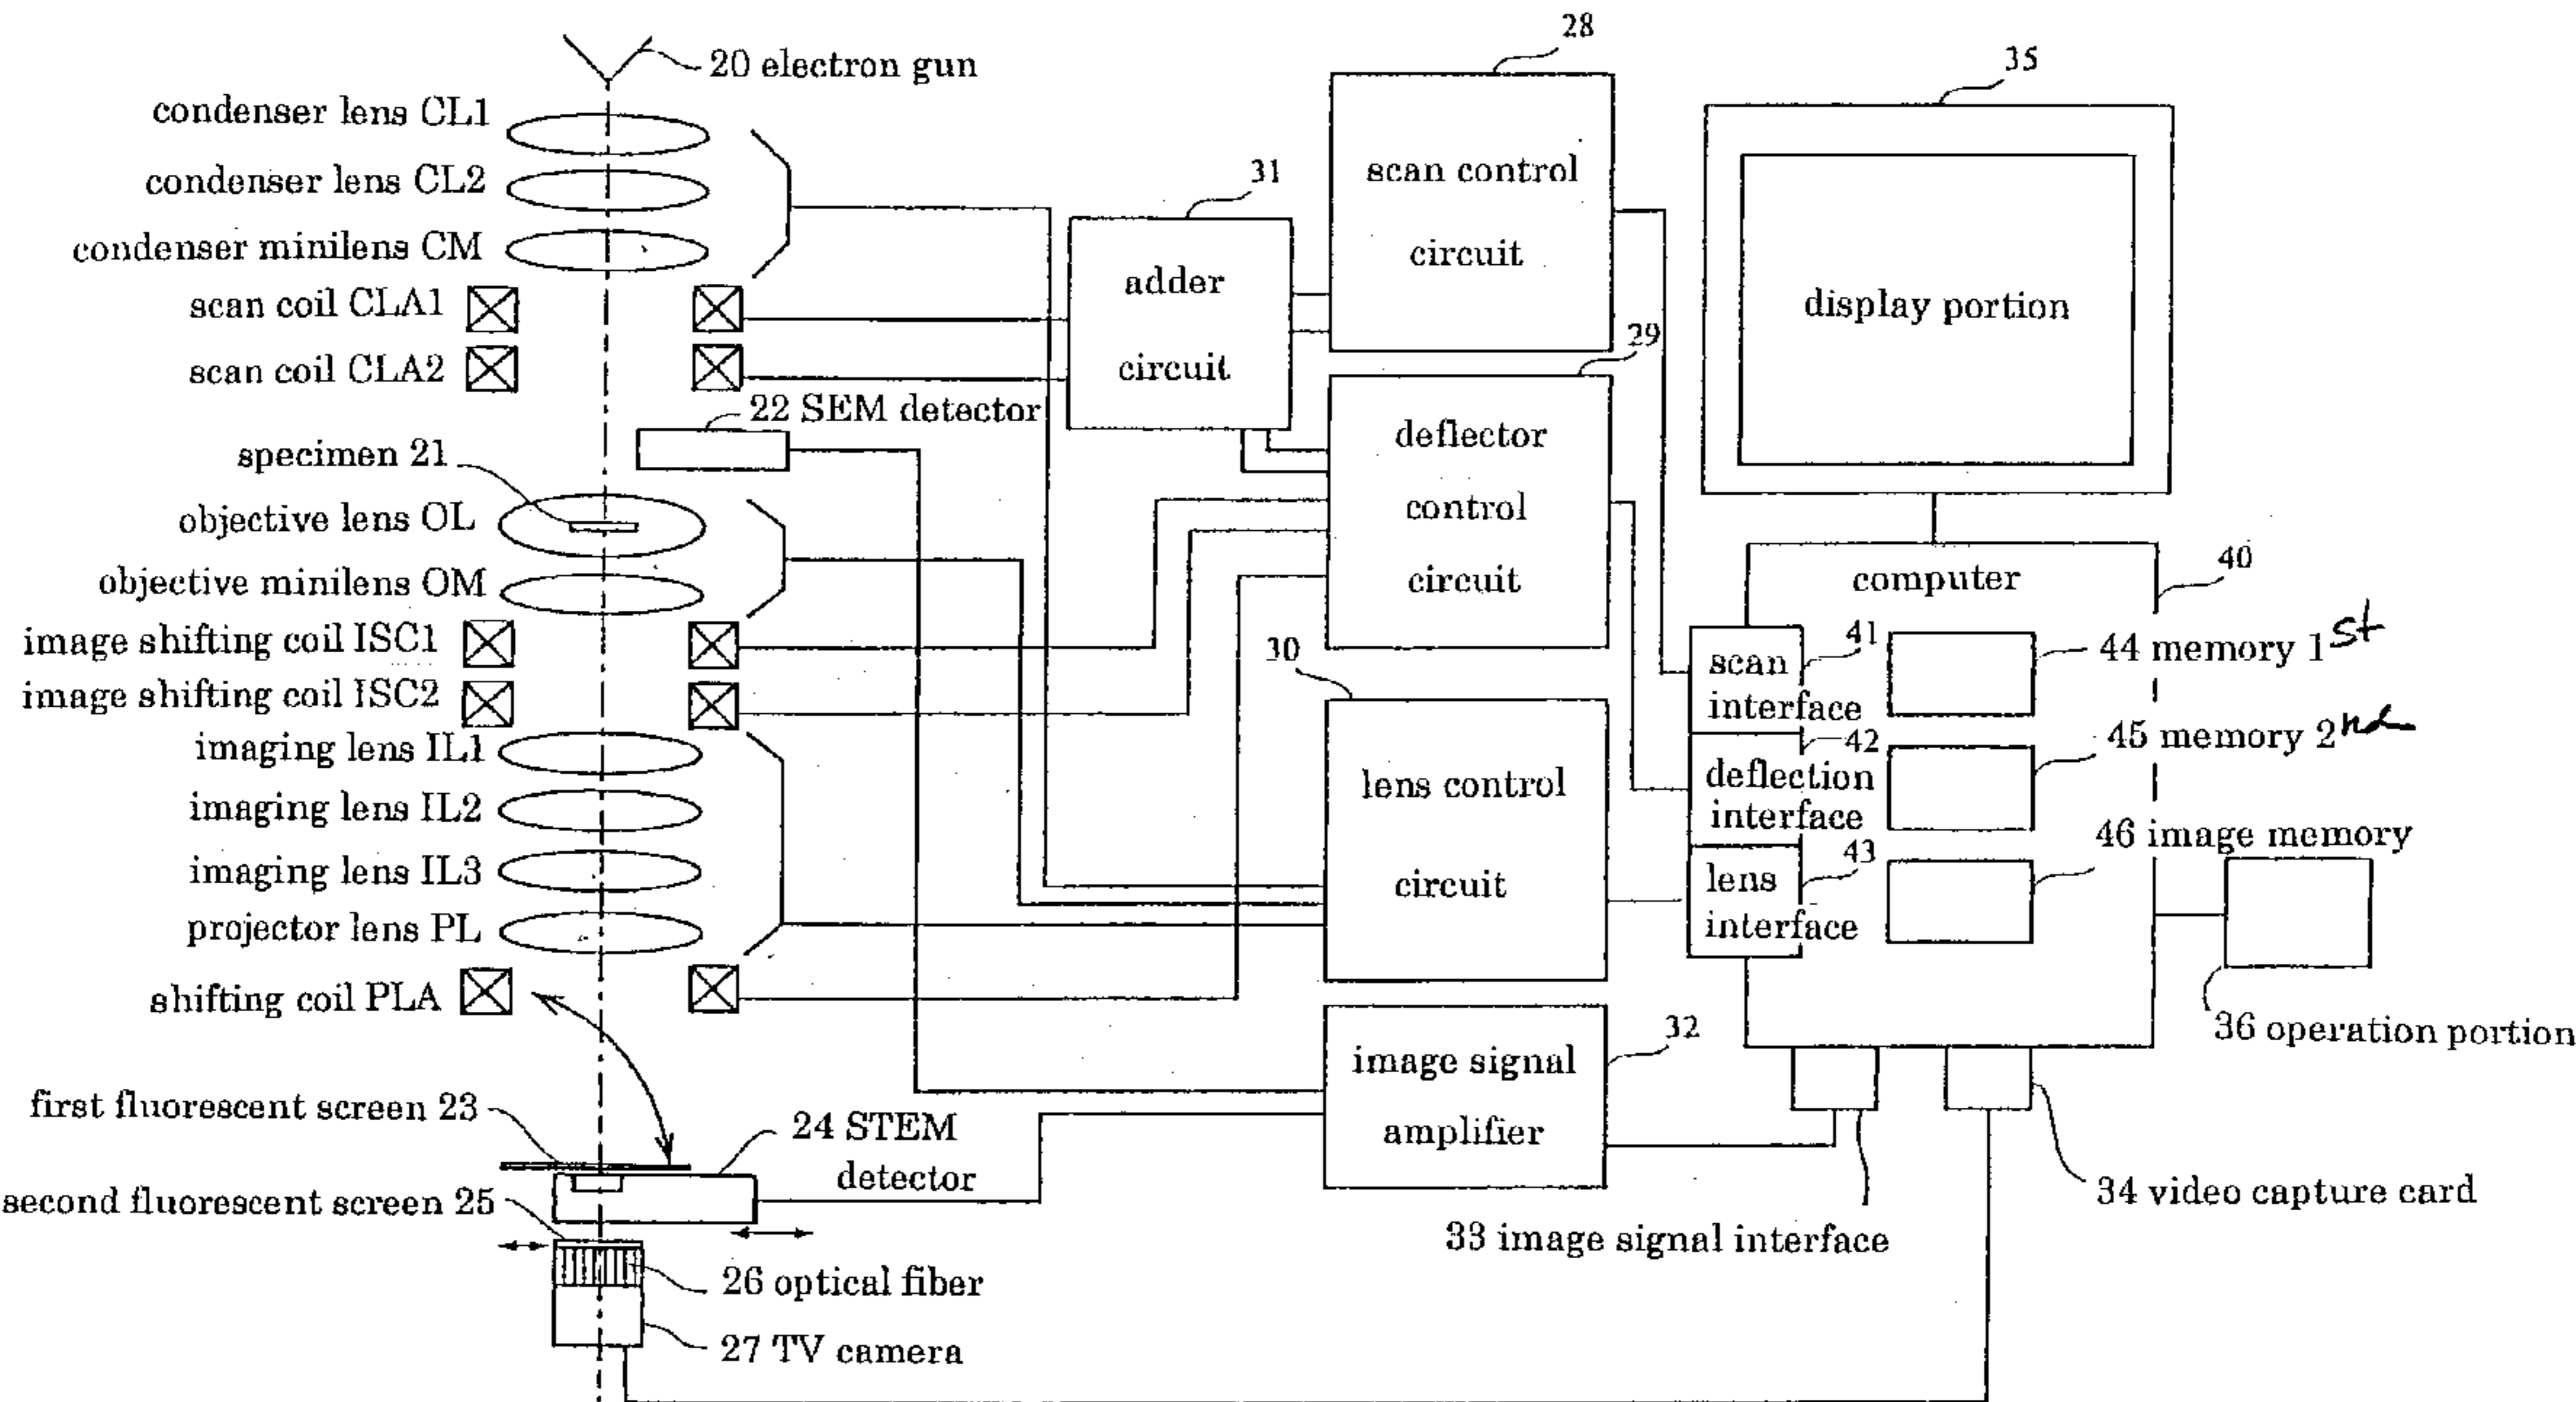 20 electron gun
condenser lens CL1
condenser lens CL2
condenser minilens CM
scan coil CLA1
scan coil CLA2
22 SEM detector
specimen 21
objective lens OL
objective minilens OM
image shifting coil ISC1
image shifting coil ISC2
imaging lens IL1
imaging lens IL2
imaging lens IL3
projector lens PL
shifting coil PLA
first fluorescent screen 23
24 STEM
detector
second fluorescent screen 25
26 optical fiber
27 TV camera
31
adder
circuit
28
scan control
circuit
29
deflector
control
circuit
30
lens control
circuit
32
image signal
amplifier
35
display portion
40
computer
41
scan
interface
42
deflection
interface
43
lens
interface
44 memory 1st
45 memory 2nd
46 image memory
36 operation portion
33 image signal interface
34 video capture card